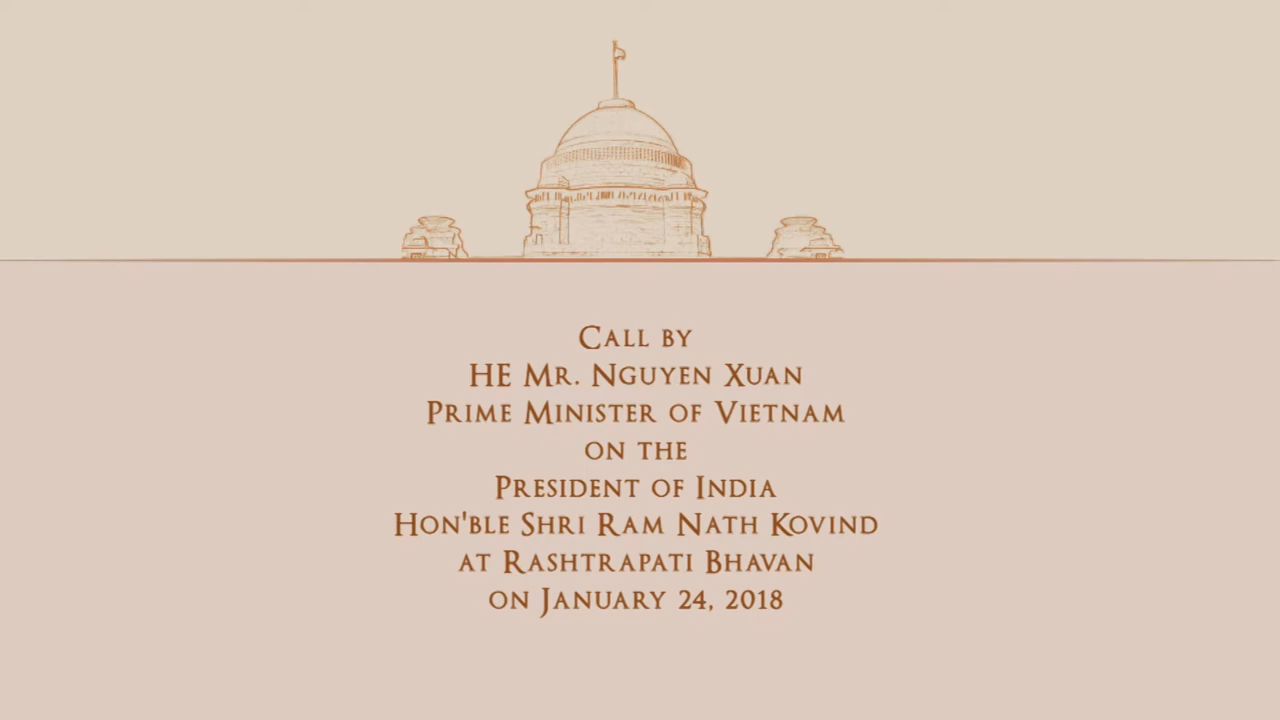 Call by
HE Mr. Nguyen Xuan
Prime Minister of Vietnam
on the
President of India
Hon'ble Shri Ram Nath Kovind
at Rashtrapati Bhavan
on January 24, 2018